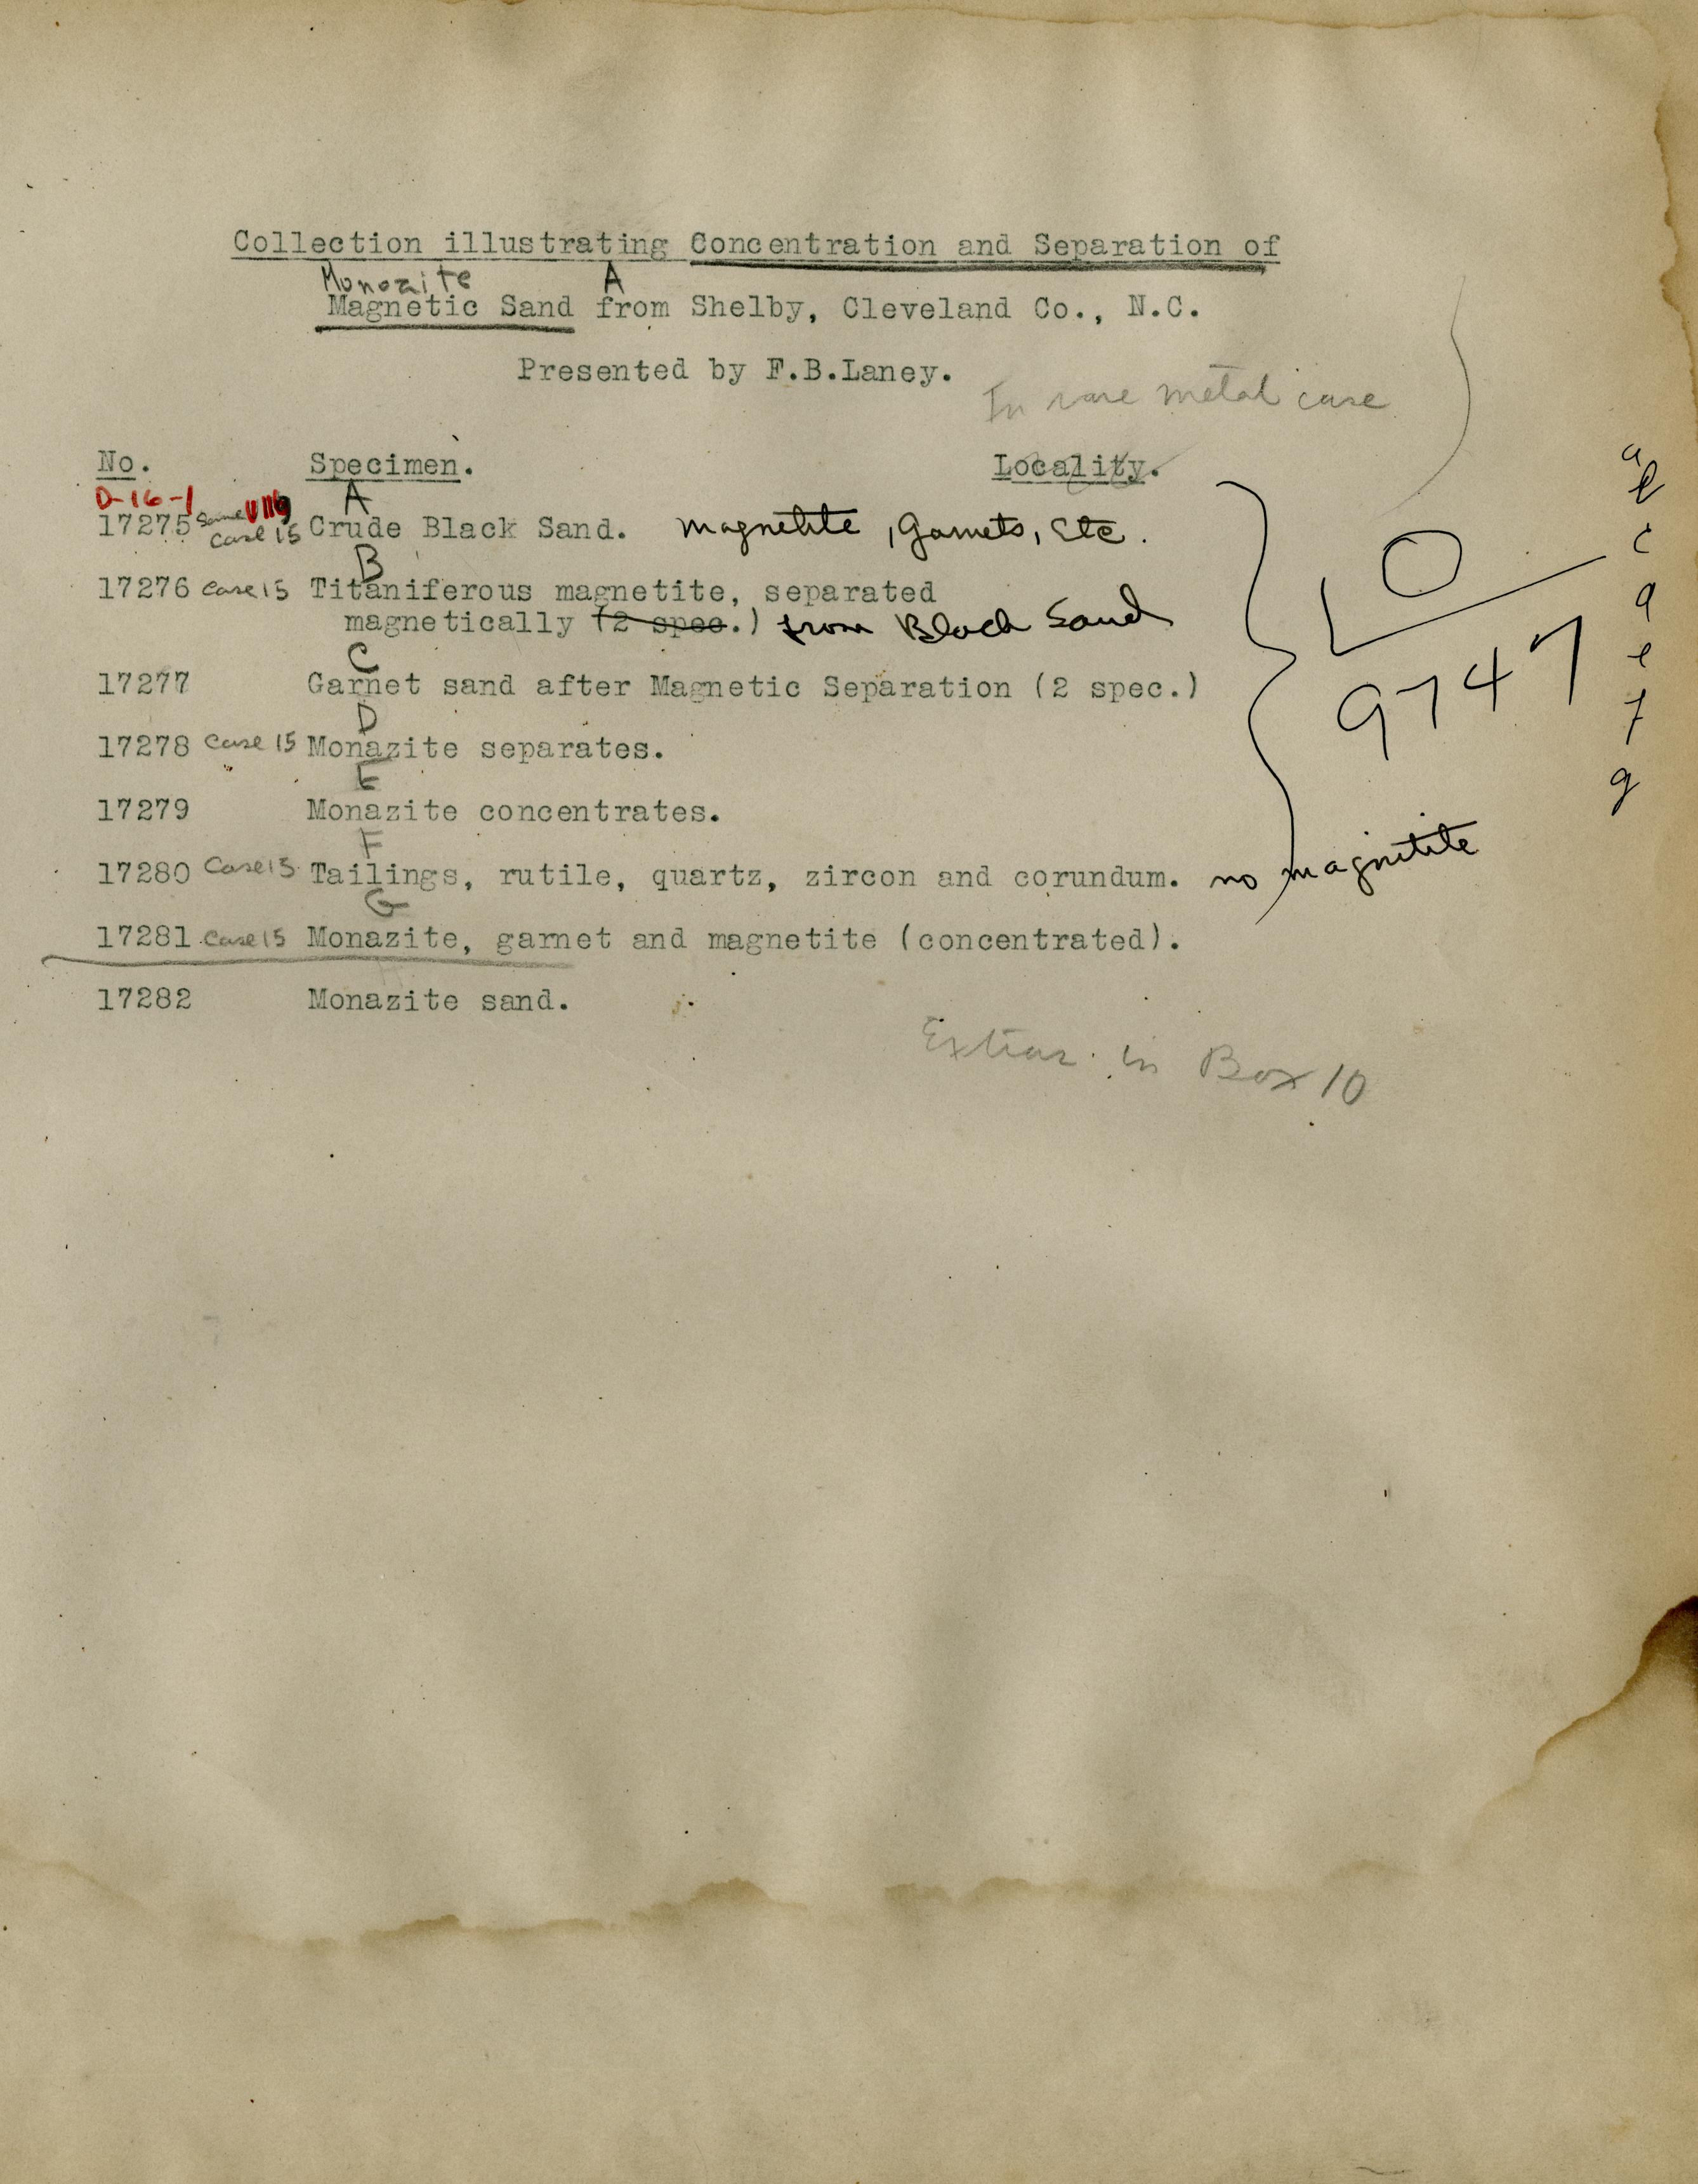 Collection illustrating Concentration and Separation of
Monozite A
Magnetic Sand from Shelby, Cleveland Co., N.C.
Presented by F.B.Laney.
In rare metal case
No. Specimen. Locality.
D-16-1 A
17275 Same Case 15 Crude Black Sand. Magnetite, Garnets, Etc.
B
17276 Case 15 Titaniferous magnetite, separated
magnetically (2 spec.) from Black Sand
C
17277 Garnet sand after Magnetic Separation (2 spec.)
D
17278 Case 15 Monazite separates.
E
17279 Monazite concentrates.
F
17280 Case 15 Tailings, rutile, quartz, zircon and corundum. no magnetite
G
17281 Case 15 Monazite, garnet and magnetite (concentrated).
17282 Monazite sand.
Extras in Box 10
LO
9747
a
b
c
d
e
f
g